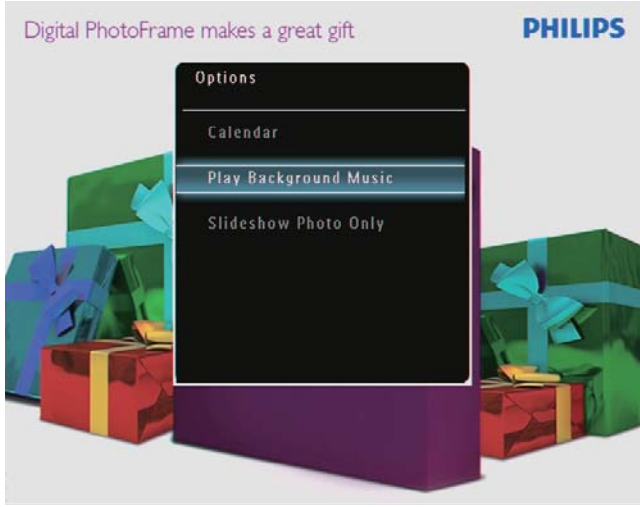 Digital PhotoFrame makes a great gift
PHILIPS
Options
Calendar
Play Background Music
Slideshow Photo Only